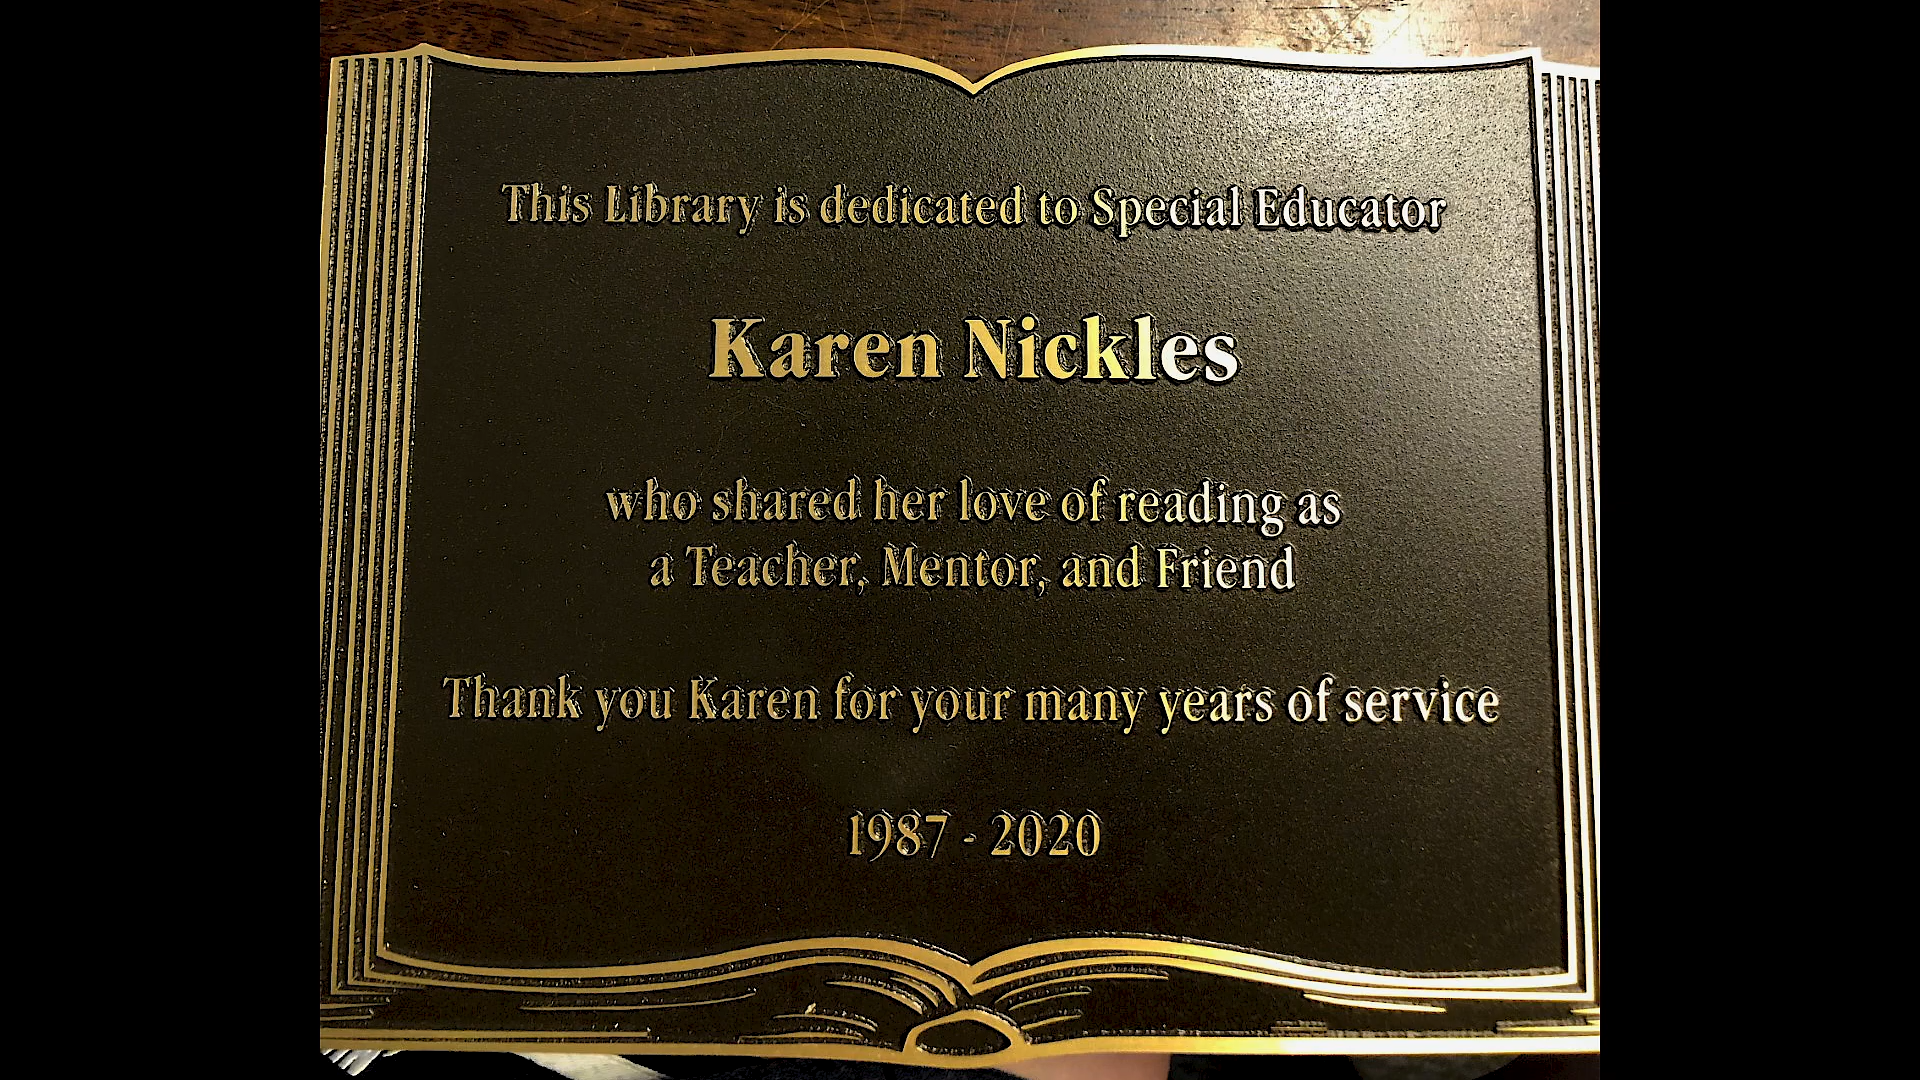 This Library is dedicated to Special Educator
Karen Nickles
who shared her love of reading as
a Teacher, Mentor, and Friend
Thank you Karen for your many years of service
1987 - 2020